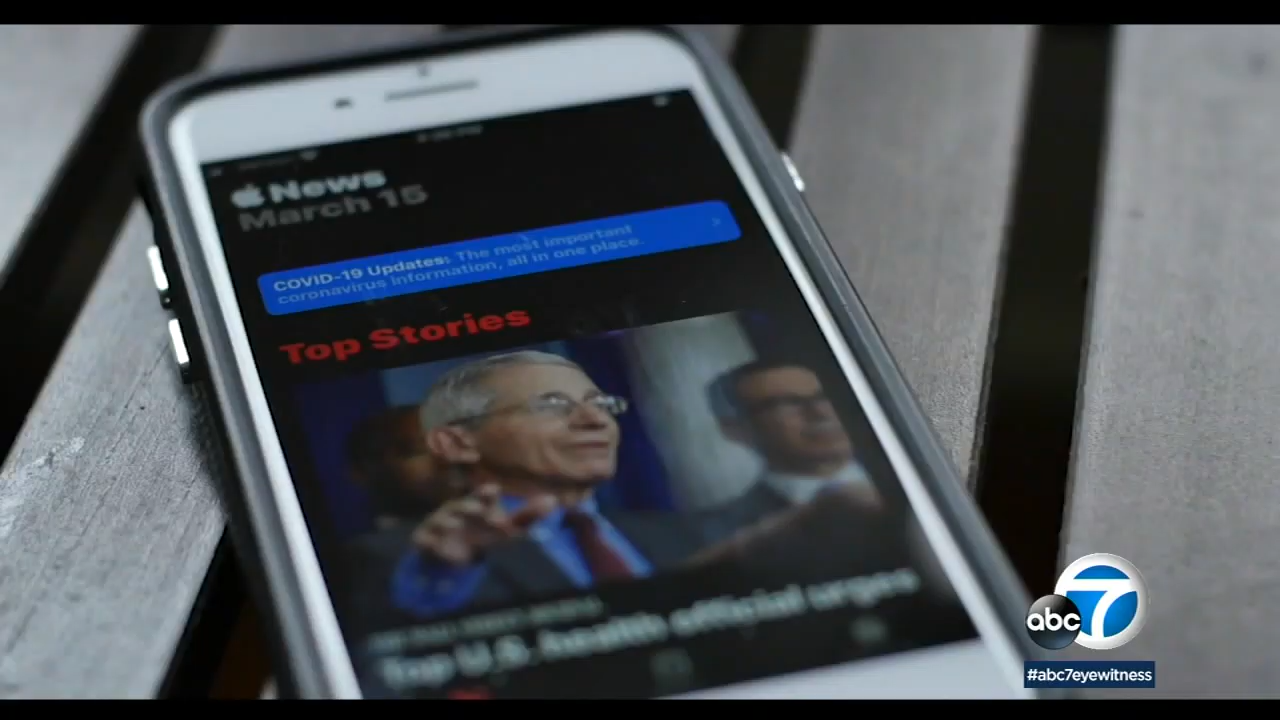 News
March 15
COVID-19 Updates: The most important
coronavirus information, all in one place.
Top Stories
Top U.S. health official urges
abc 7
#abc7eyewitness